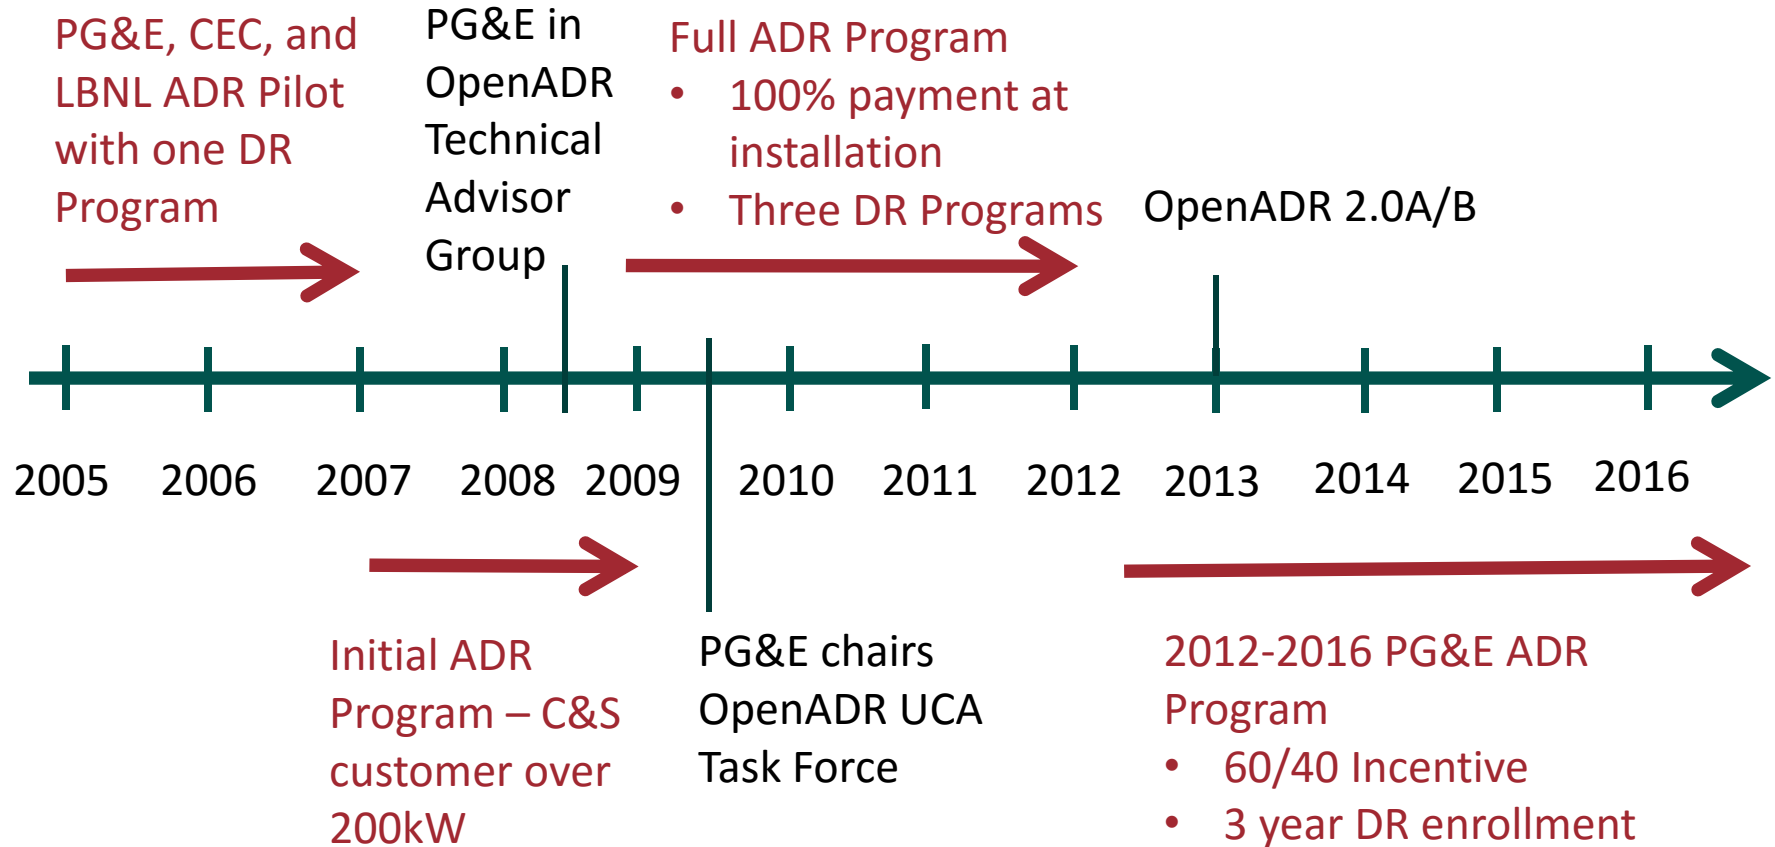 PG&E, CEC, and
LBNL ADR Pilot
with one DR
Program
PG&E in
OpenADR
Technical
Advisor
Group
Full ADR Program
• 100% payment at
installation
• Three DR Programs
OpenADR 2.0A/B
2005 2006 2007 2008 2009 2010 2011 2012 2013 2014 2015 2016
Initial ADR
Program – C&S
customer over
200kW
PG&E chairs
OpenADR UCA
Task Force
2012-2016 PG&E ADR
Program
• 60/40 Incentive
• 3 year DR enrollment